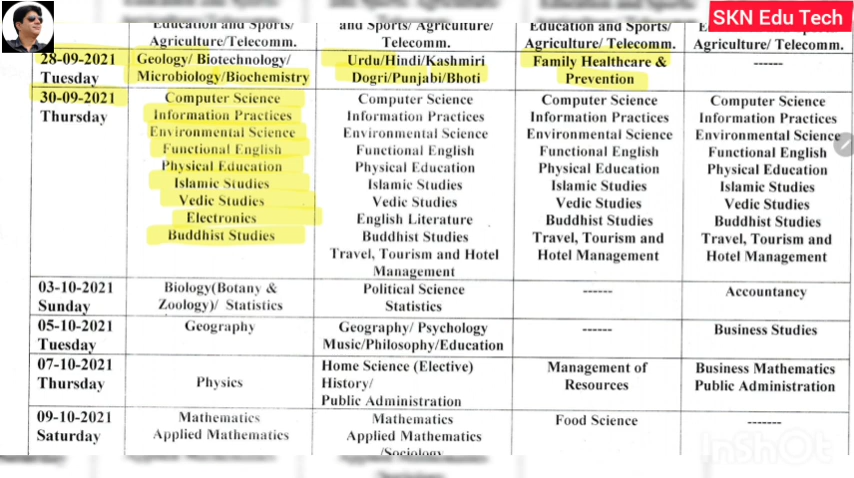 SKN Edu Tech
Education and Sports/ and Sports/ Agriculture/ Education and Sports/ Education and Sports/
Agriculture/Telecomm. Telecomm. Agriculture/ Telecomm. Agriculture/ Telecomm.
28-09-2021 Geology/ Biotechnology/ Urdu/Hindi/Kashmiri Family Healthcare & ------
Tuesday Microbiology/Biochemistry Dogri/Punjabi/Bhoti Prevention
30-09-2021 Computer Science Computer Science Computer Science Computer Science
Thursday Information Practices Information Practices Information Practices Information Practices
Environmental Science Environmental Science Environmental Science Environmental Science
Functional English Functional English Functional English Functional English
Physical Education Physical Education Physical Education Physical Education
Islamic Studies Islamic Studies Islamic Studies Islamic Studies
Vedic Studies Vedic Studies Vedic Studies Vedic Studies
Electronics English Literature Buddhist Studies Buddhist Studies
Buddhist Studies Buddhist Studies Travel, Tourism and Travel, Tourism and
Travel, Tourism and Hotel Hotel Management Hotel Management
Management
03-10-2021 Biology(Botany & Political Science ------ Accountancy
Sunday Zoology)/ Statistics Statistics
05-10-2021 Geography Geography/ Psychology ------ Business Studies
Tuesday Music/Philosophy/Education
07-10-2021 Home Science (Elective) Management of Business Mathematics
Thursday Physics History/ Resources Public Administration
Public Administration
09-10-2021 Mathematics Mathematics Food Science -------
Saturday Applied Mathematics Applied Mathematics
/Sociology
InShOt